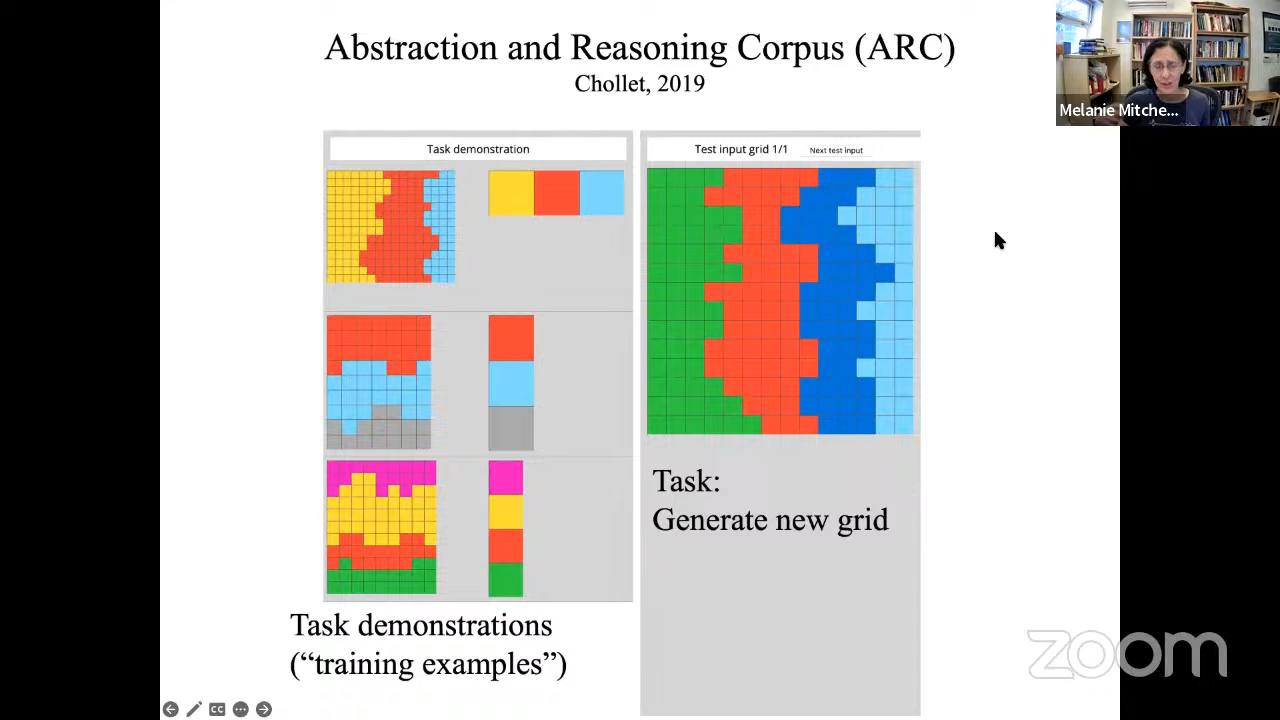 Abstraction and Reasoning Corpus (ARC)
Chollet, 2019
Melanie Mitche...
Task demonstration
Test input grid 1/1
Next test input
Task:
Generate new grid
Task demonstrations
(“training examples”)
zoom
CC